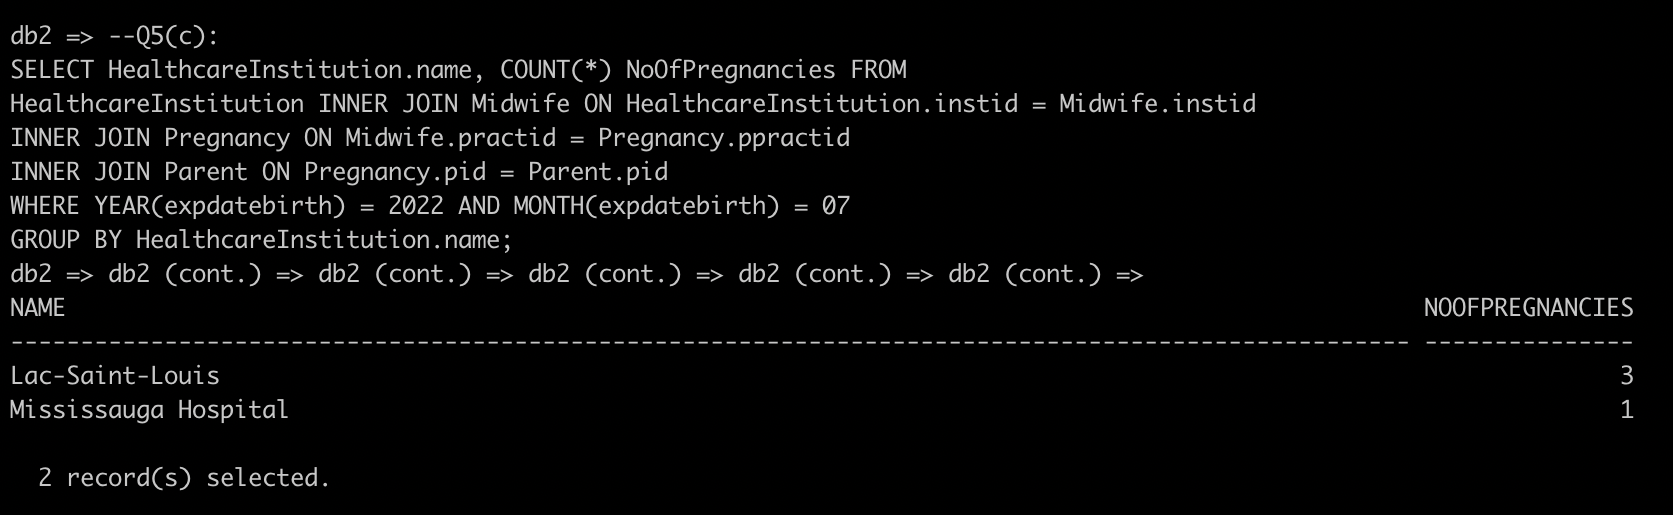 db2 => --Q5(c):
SELECT HealthcareInstitution.name, COUNT(*) NoOfPregnancies FROM
HealthcareInstitution INNER JOIN Midwife ON HealthcareInstitution.instid = Midwife.instid
INNER JOIN Pregnancy ON Midwife.practid = Pregnancy.ppractid
INNER JOIN Parent ON Pregnancy.pid = Parent.pid
WHERE YEAR(expdatebirth) = 2022 AND MONTH(expdatebirth) = 07
GROUP BY HealthcareInstitution.name;
db2 => db2 (cont.) => db2 (cont.) => db2 (cont.) => db2 (cont.) => db2 (cont.) =>
NAME NOOFPREGNANCIES
---------------------------------------------------------------------------------------------------- ---------------
Lac-Saint-Louis 3
Mississauga Hospital 1
2 record(s) selected.